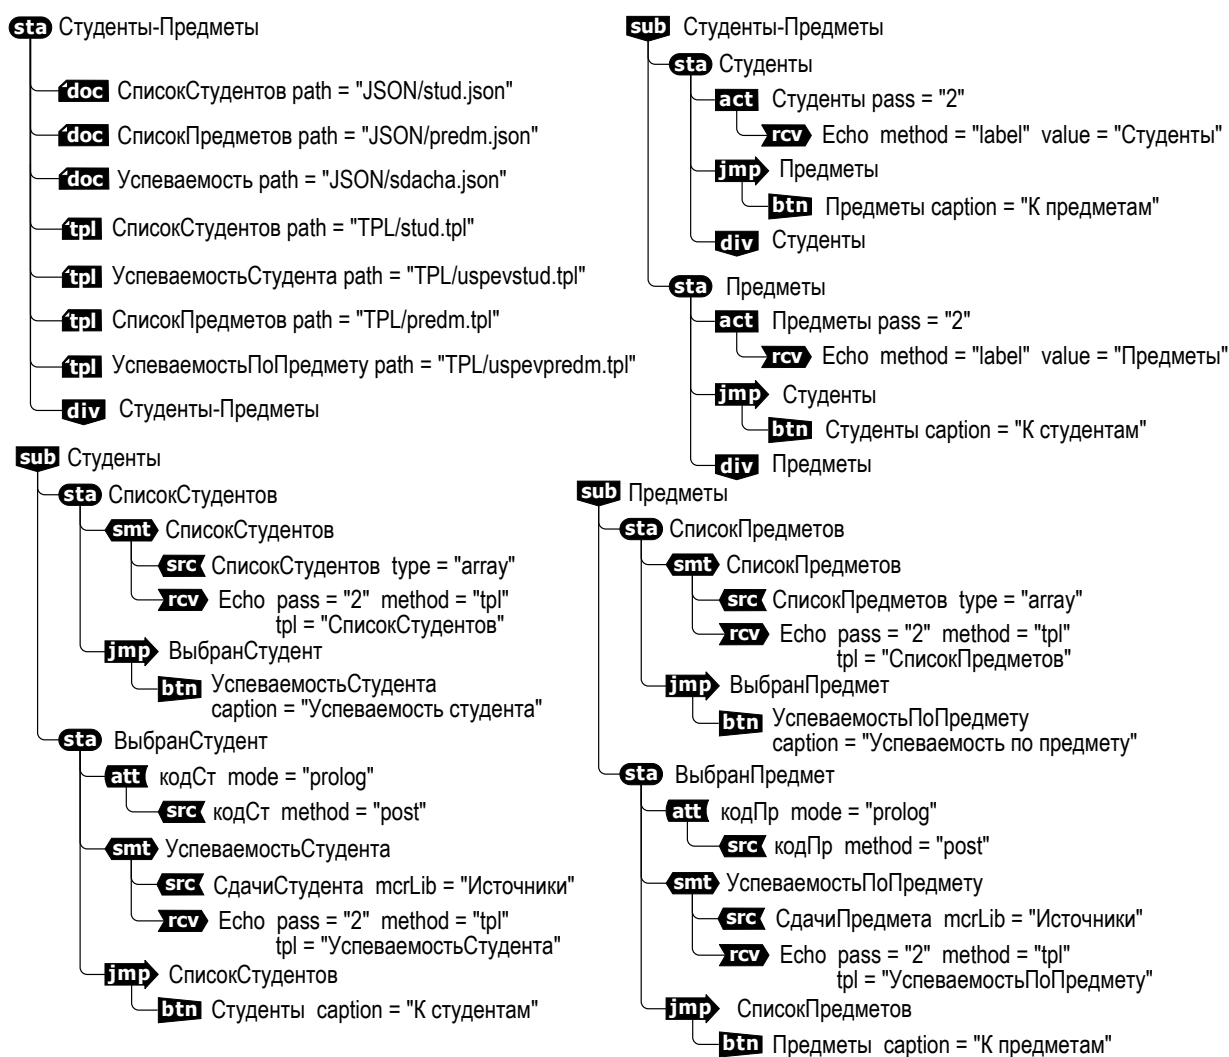 sta Студенты-Предметы
doc СписокСтудентов path = "JSON/stud.json"
doc СписокПредметов path = "JSON/predm.json"
doc Успеваемость path = "JSON/sdacha.json"
tpl СписокСтудентов path = "TPL/stud.tpl"
tpl УспеваемостьСтудента path = "TPL/uspevstud.tpl"
tpl СписокПредметов path = "TPL/predm.tpl"
tpl УспеваемостьПоПредмету path = "TPL/uspevpredm.tpl"
div Студенты-Предметы
sub Студенты-Предметы
sta Студенты
act Студенты pass = "2"
rcv Echo method = "label" value = "Студенты"
jmp Предметы
btn Предметы caption = "К предметам"
div Студенты
sta Предметы
act Предметы pass = "2"
rcv Echo method = "label" value = "Предметы"
jmp Студенты
btn Студенты caption = "К студентам"
div Предметы
sub Студенты
sta СписокСтудентов
smt СписокСтудентов
src СписокСтудентов type = "array"
rcv Echo pass = "2" method = "tpl"
tpl = "СписокСтудентов"
jmp ВыбранСтудент
btn УспеваемостьСтудента
caption = "Успеваемость студента"
sta ВыбранСтудент
att кодСт mode = "prolog"
src кодСт method = "post"
smt УспеваемостьСтудента
src СдачиСтудента mcrLib = "Источники"
rcv Echo pass = "2" method = "tpl"
tpl = "УспеваемостьСтудента"
jmp СписокСтудентов
btn Студенты caption = "К студентам"
sub Предметы
sta СписокПредметов
smt СписокПредметов
src СписокПредметов type = "array"
rcv Echo pass = "2" method = "tpl"
tpl = "СписокПредметов"
jmp ВыбранПредмет
btn УспеваемостьПоПредмету
caption = "Успеваемость по предмету"
sta ВыбранПредмет
att кодПр mode = "prolog"
src кодПр method = "post"
smt УспеваемостьПоПредмету
src СдачиПредмета mcrLib = "Источники"
rcv Echo pass = "2" method = "tpl"
tpl = "УспеваемостьПоПредмету"
jmp СписокПредметов
btn Предметы caption = "К предметам"